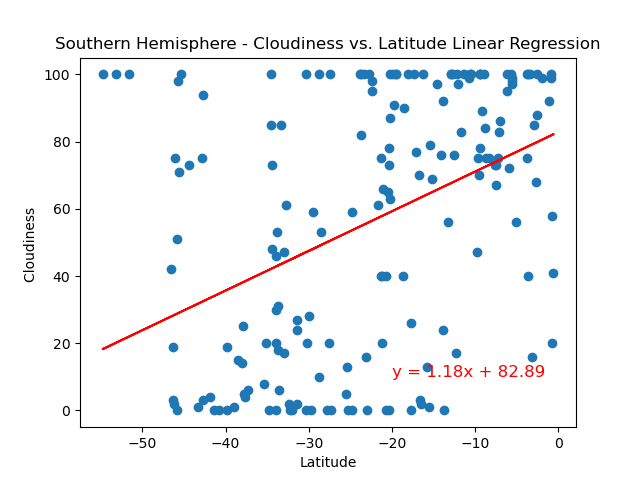 Southern Hemisphere - Cloudiness vs. Latitude Linear Regression
100
80
60
40
20
0
Cloudiness
y = 1.18x + 82.89
−50 −40 −30 −20 −10 0
Latitude